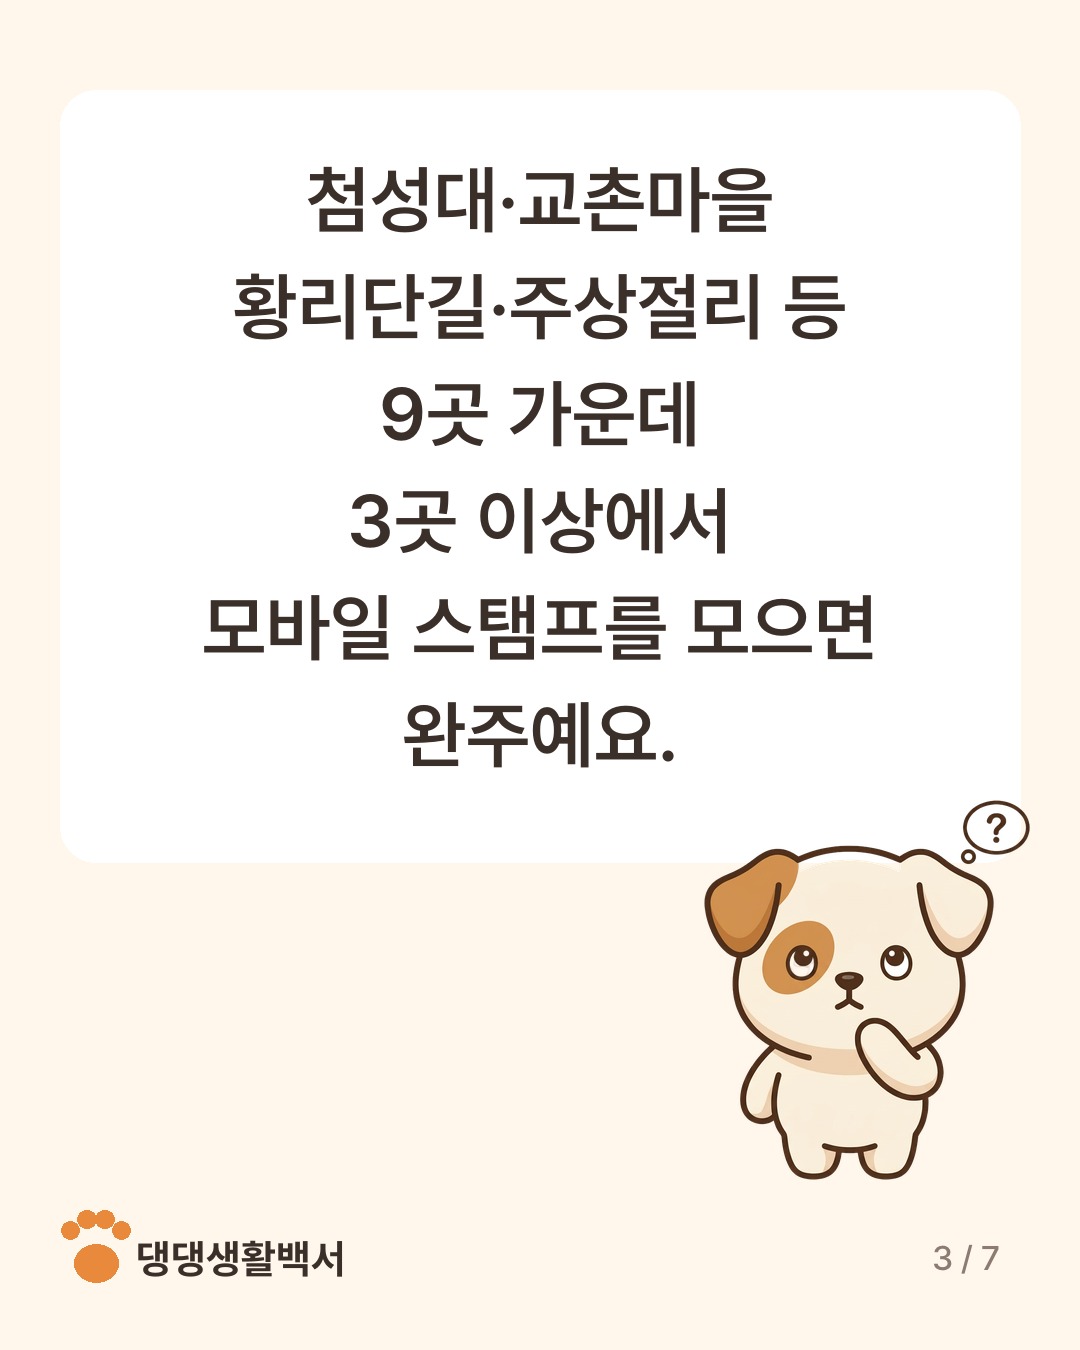 첨성대·교촌마을
황리단길·주상절리 등
9곳 가운데
3곳 이상에서
모바일 스탬프를 모으면
완주예요.
?
댕댕생활백서
3 / 7